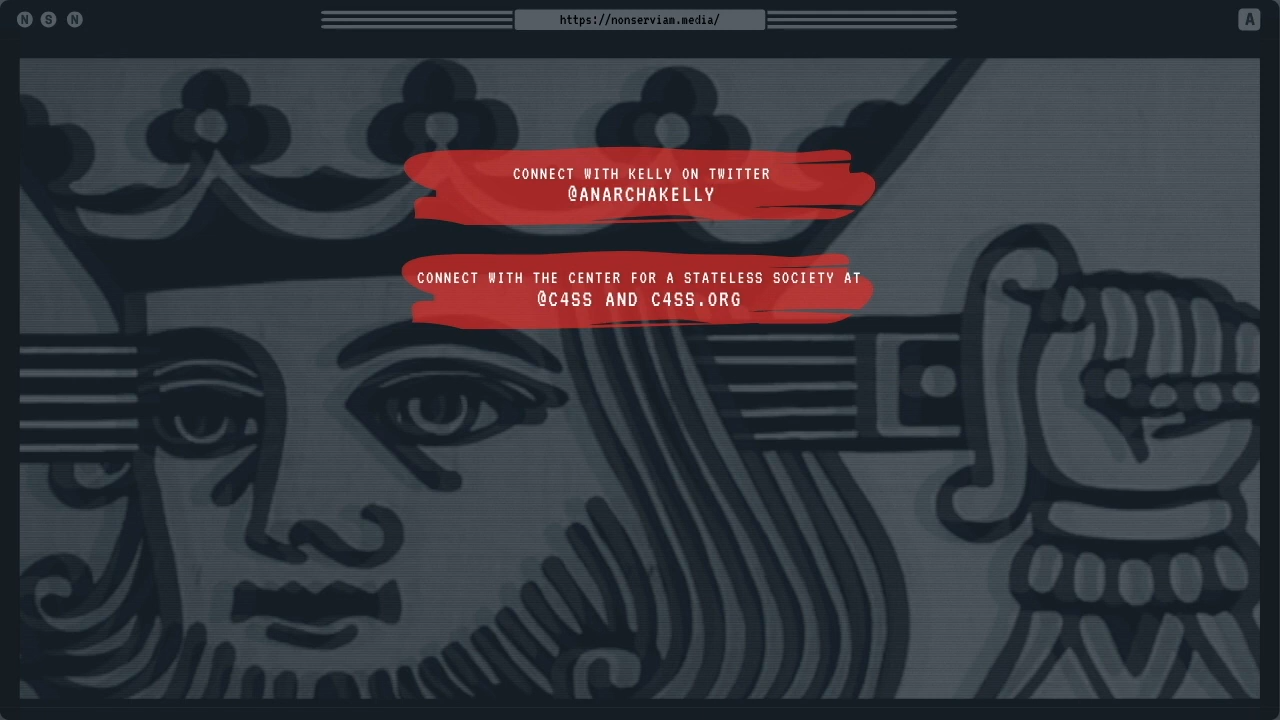 N S N
https://nonserviam.media/
A
CONNECT WITH KELLY ON TWITTER
@ANARCHAKELLY
CONNECT WITH THE CENTER FOR A STATELESS SOCIETY AT
@C4SS AND C4SS.ORG